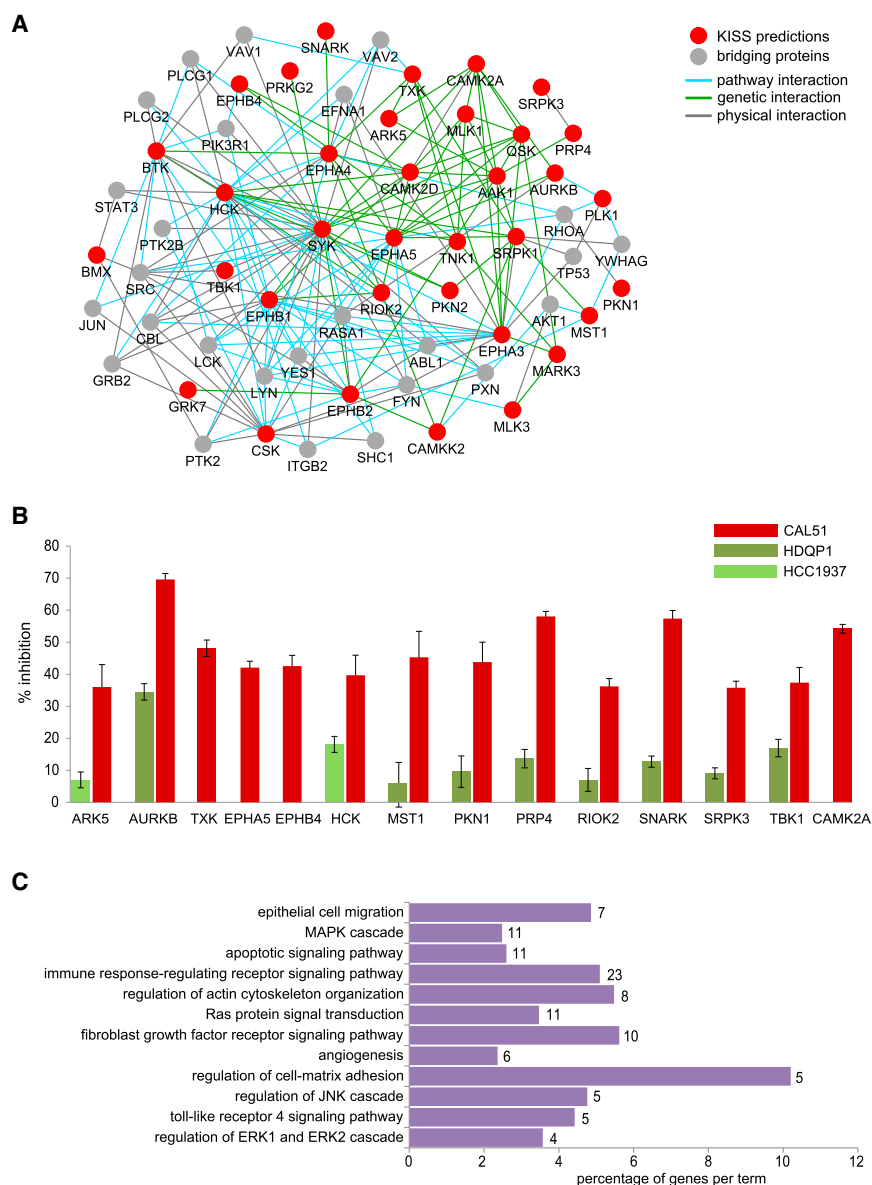 A
KISS predictions
bridging proteins
pathway interaction
genetic interaction
physical interaction
SNARK
VAV1
VAV2
PLCG1
PRKG2
TXK
CAMK2A
EPHB4
EFNA1
SRPK3
PLCG2
ARK5
MLK1
PIK3R1
QSK
PRP4
BTK
EPHA4
CAMK2D
AAK1
AURKB
STAT3
HCK
PLK1
RHOA
PTK2B
SYK
EPHA5
TNK1
SRPK1
YWHAG
BMX
SRC
TBK1
TP53
PKN1
JUN
EPHB1
RIOK2
PKN2
AKT1
CBL
RASA1
MST1
LCK
EPHA3
GRB2
YES1
ABL1
MARK3
LYN
PXN
GRK7
EPHB2
FYN
MLK3
PTK2
CSK
ITGB2
SHC1
CAMKK2
B
CAL51
HDQP1
HCC1937
% inhibition
80
70
60
50
40
30
20
10
0
ARK5 AURKB TXK EPHA5 EPHB4 HCK MST1 PKN1 PRP4 RIOK2 SNARK SRPK3 TBK1 CAMK2A
C
epithelial cell migration 7
MAPK cascade 11
apoptotic signaling pathway 11
immune response-regulating receptor signaling pathway 23
regulation of actin cytoskeleton organization 8
Ras protein signal transduction 11
fibroblast growth factor receptor signaling pathway 10
angiogenesis 6
regulation of cell-matrix adhesion 5
regulation of JNK cascade 5
toll-like receptor 4 signaling pathway 5
regulation of ERK1 and ERK2 cascade 4
0 2 4 6 8 10 12
percentage of genes per term